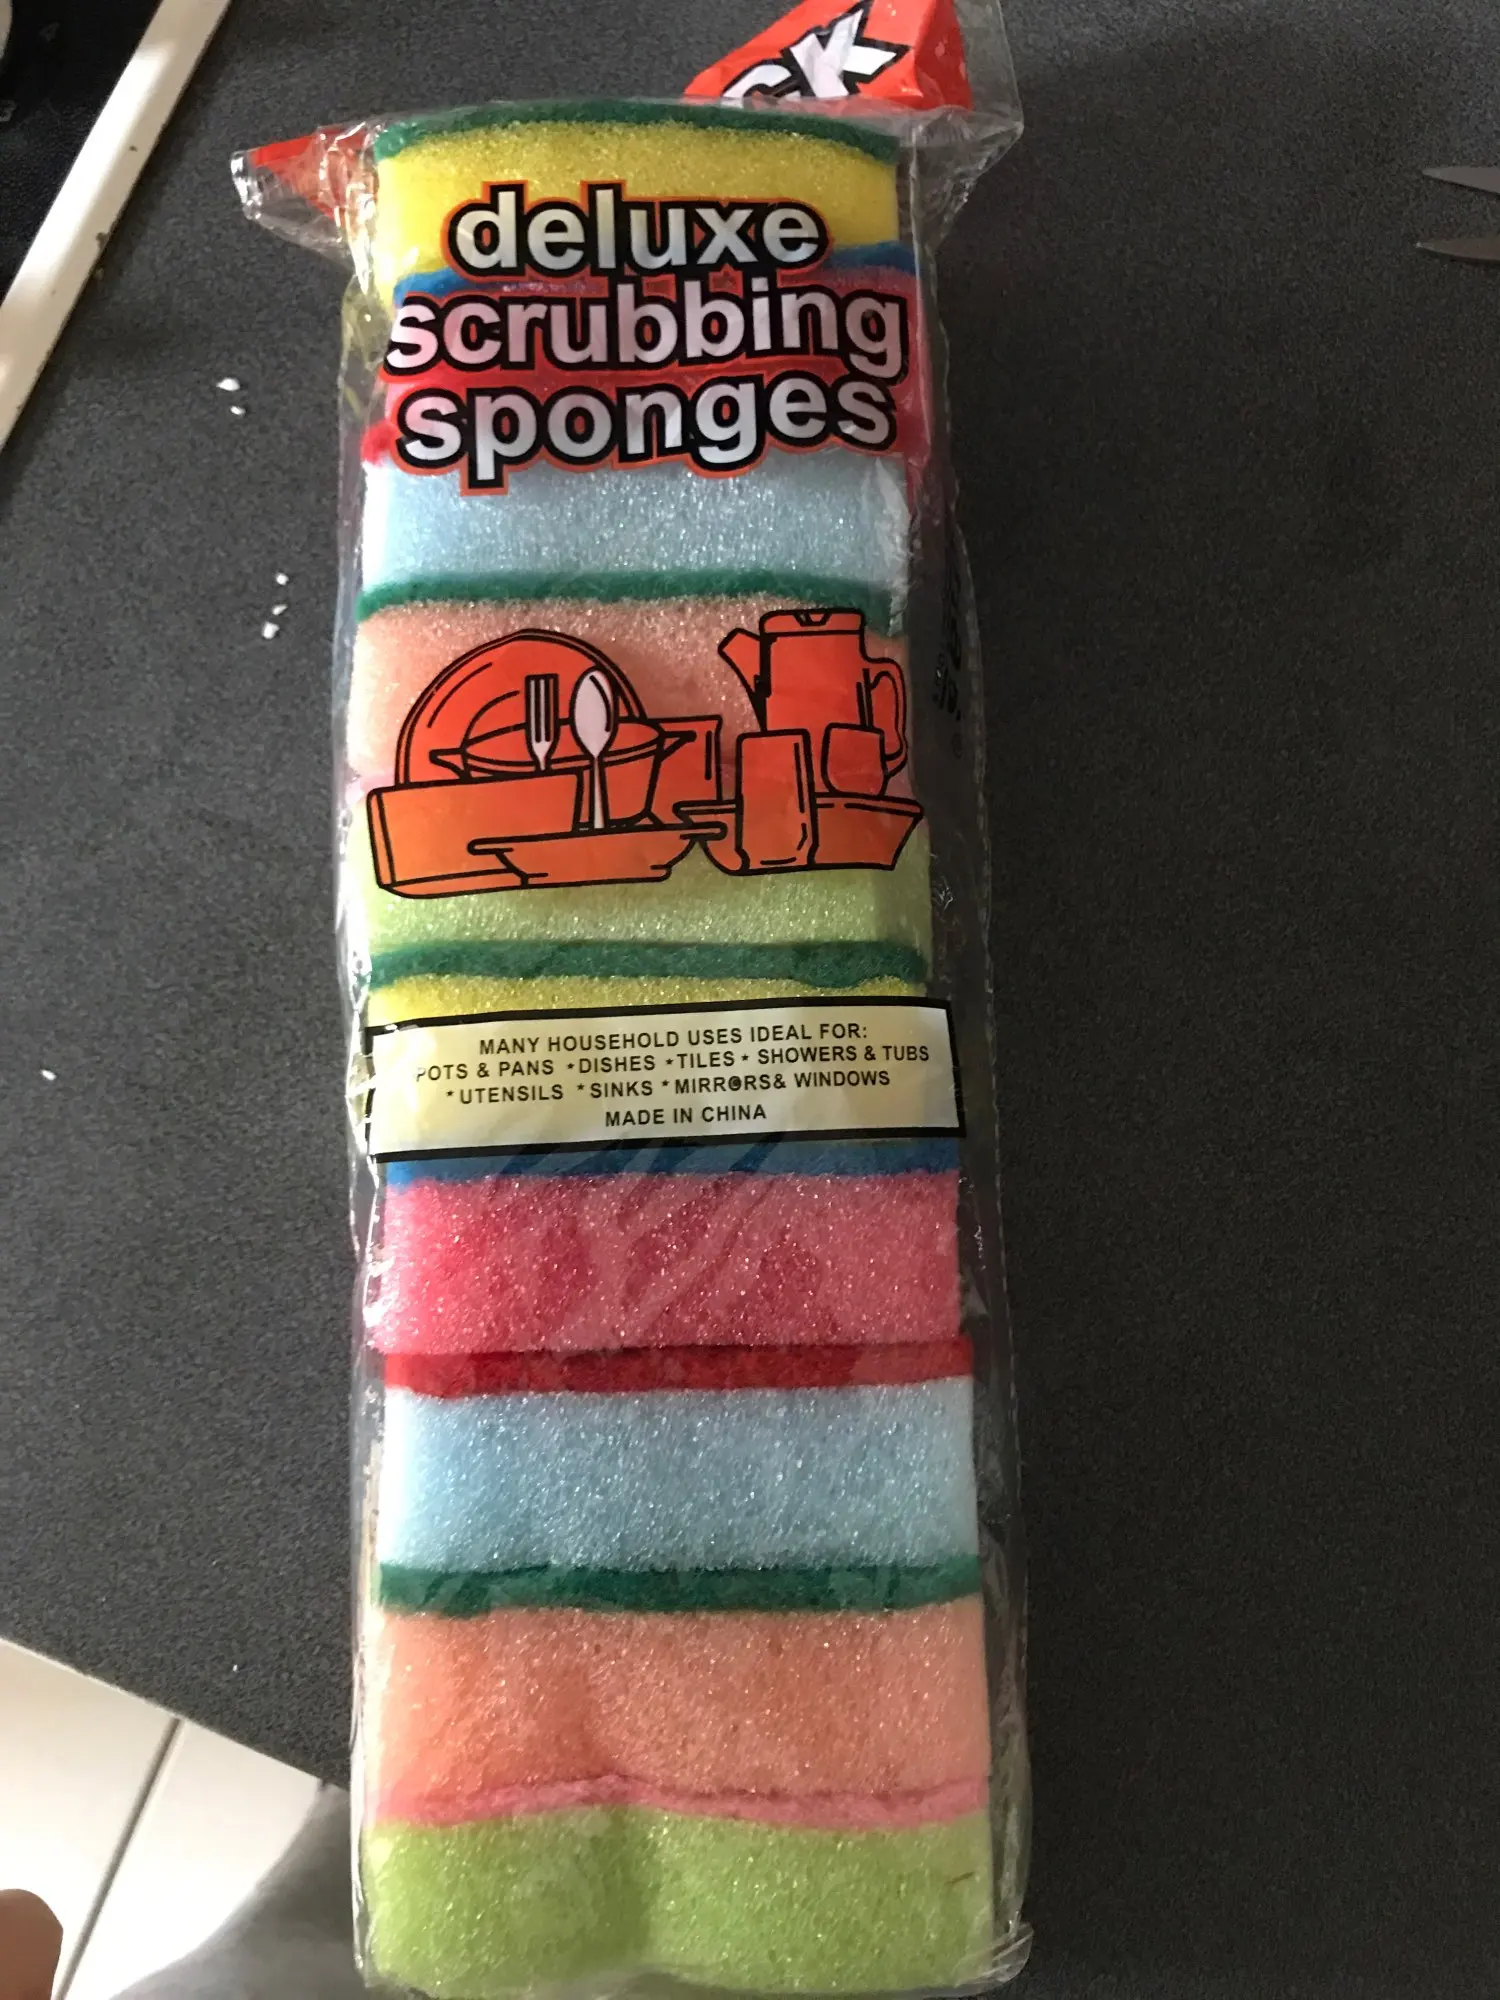 CK
deluxe
scrubbing
sponges
MANY HOUSEHOLD USES IDEAL FOR:
POTS & PANS *DISHES *TILES * SHOWERS & TUBS
* UTENSILS * SINKS * MIRRORS& WINDOWS
MADE IN CHINA